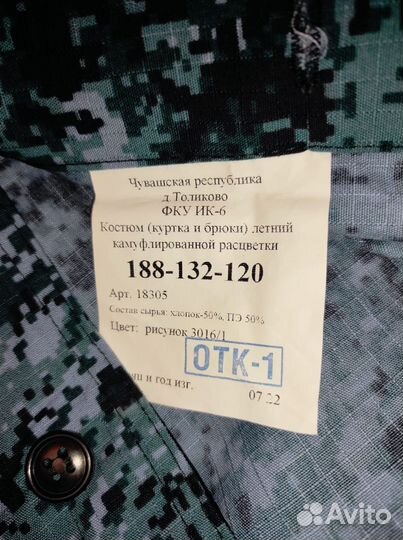 Чувашская республика
д.Толиково
ФКУ ИК-6
Костюм (куртка и брюки) летний
камуфлированной расцветки
188-132-120
Арт. 18305
Состав сырья: хлопок-50%, ПЭ 50%
Цвет: рисунок 3016/1
ОТК-1
и год изг. 07 22
Avito